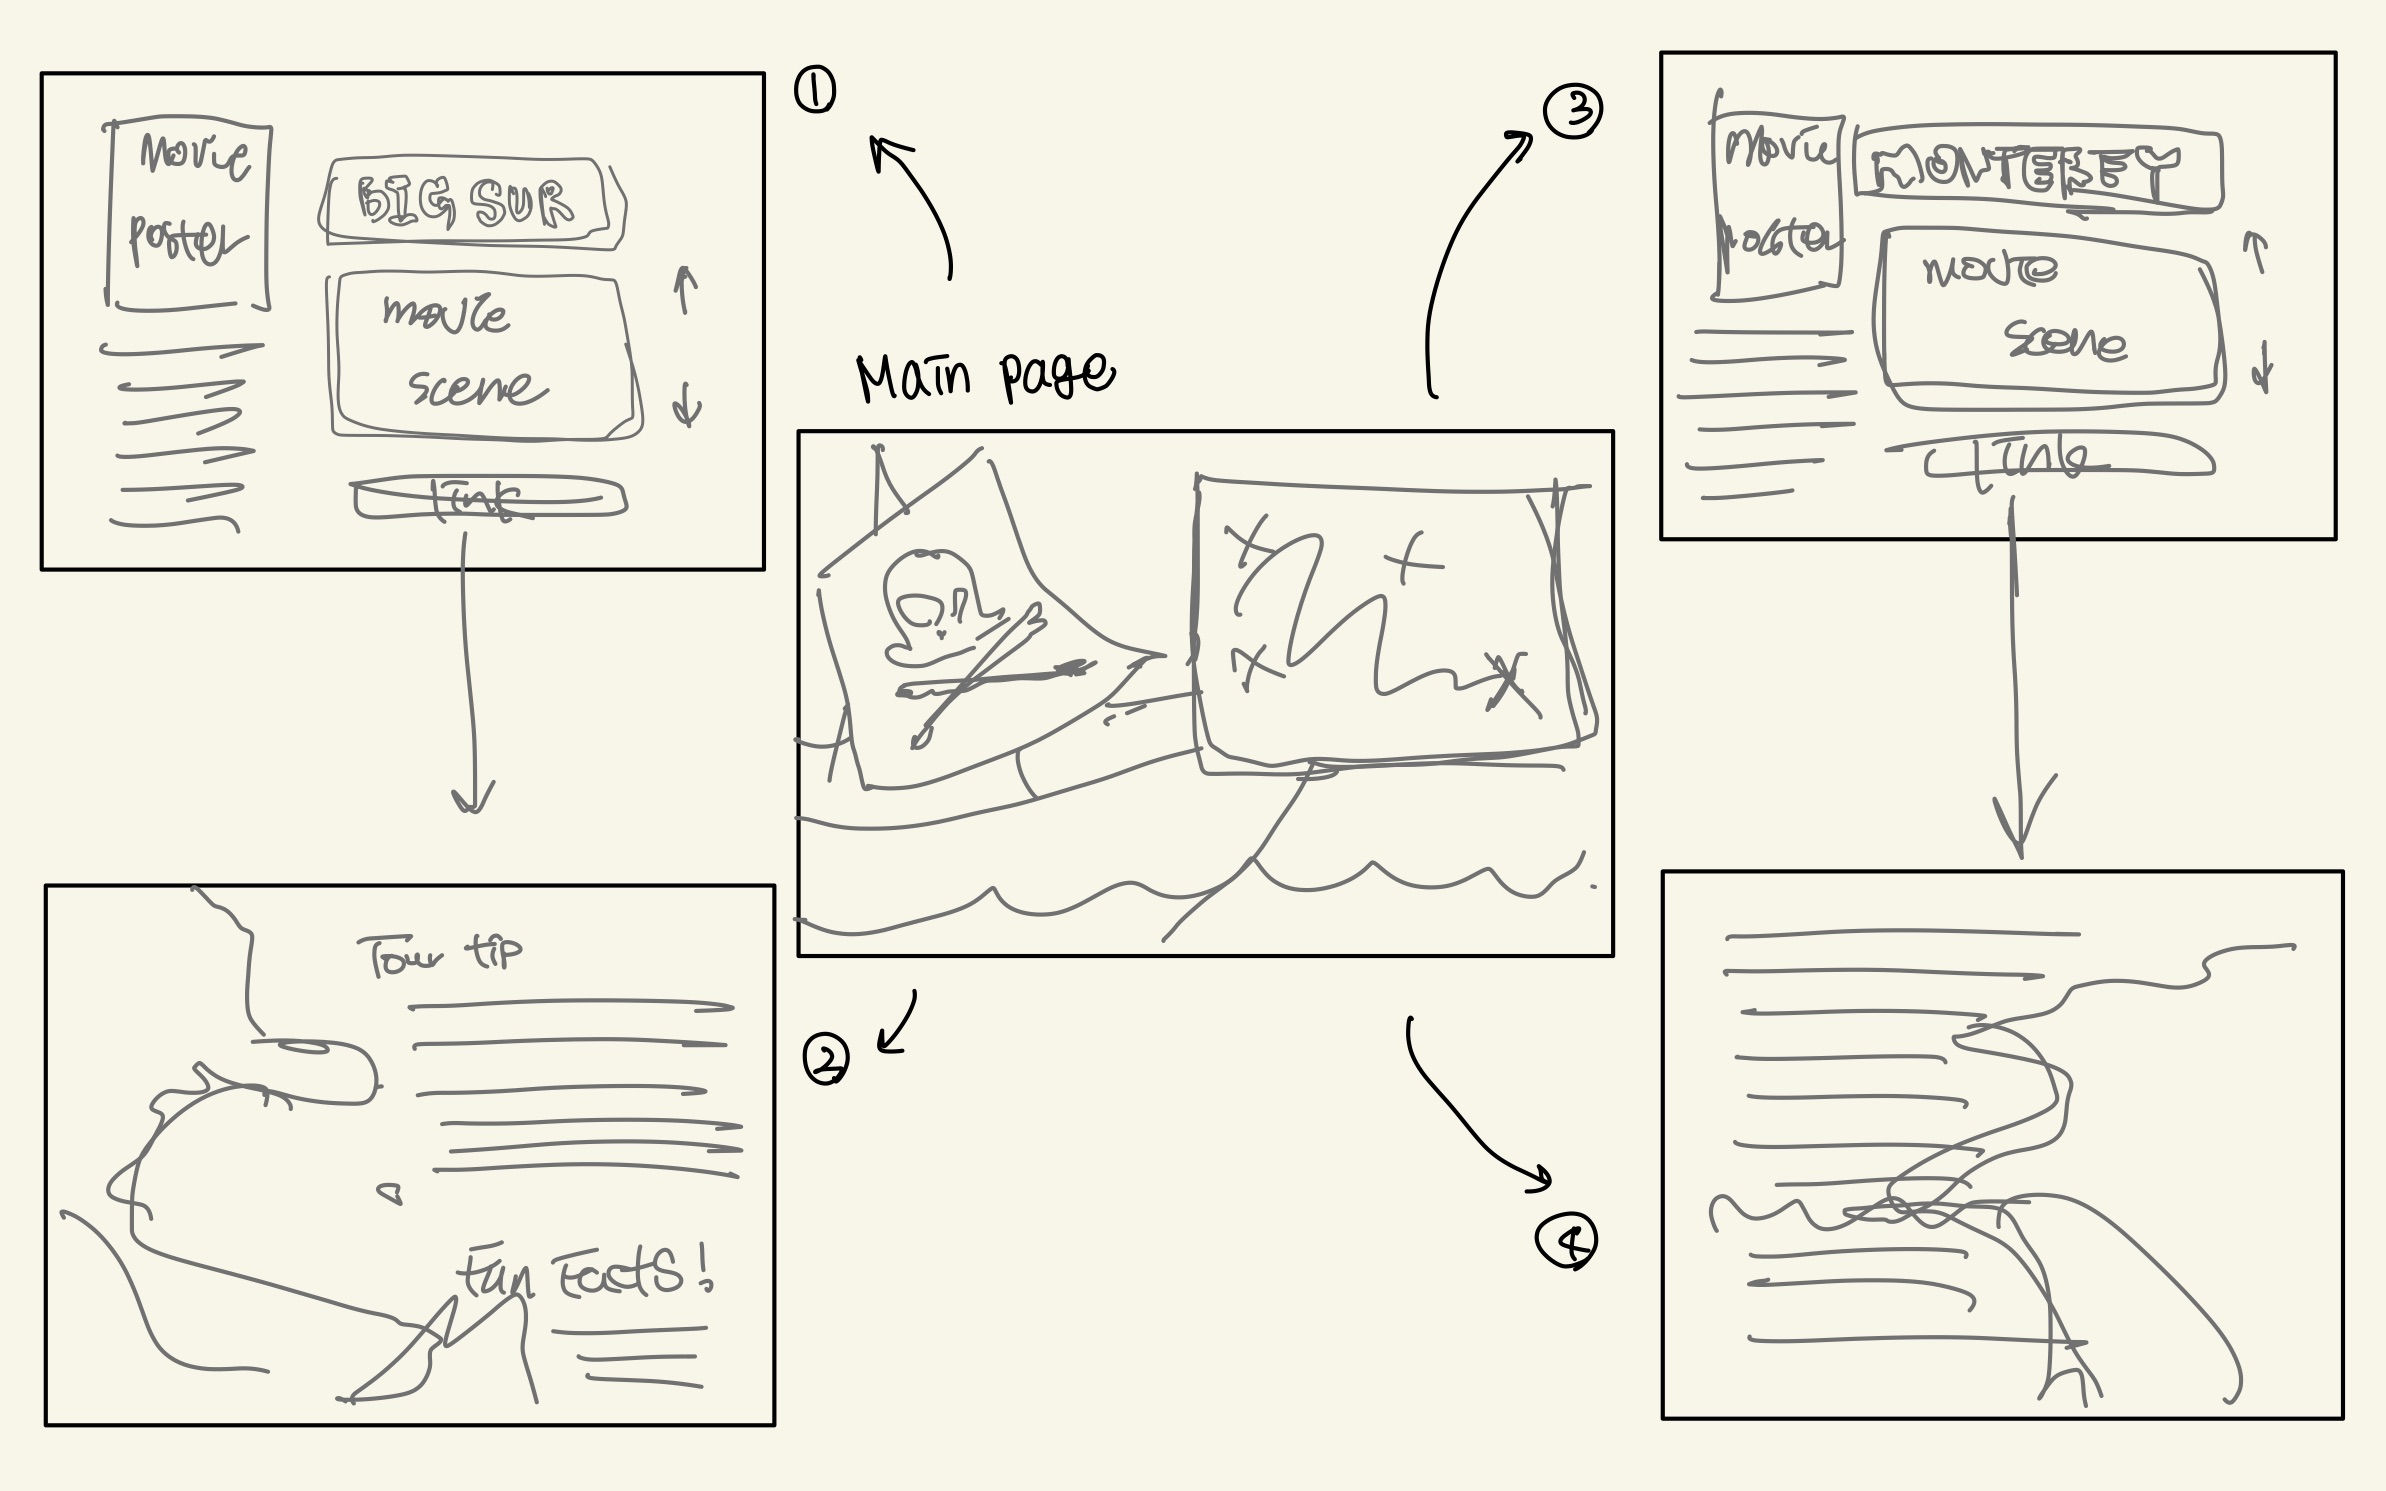 1
Movie
Poster
BIG SUR
movie
scene
Link
3
Movie
Poster
MONTEREY
movie
scene
Link
Main page
2
Tour tip
Fun Facts!
4